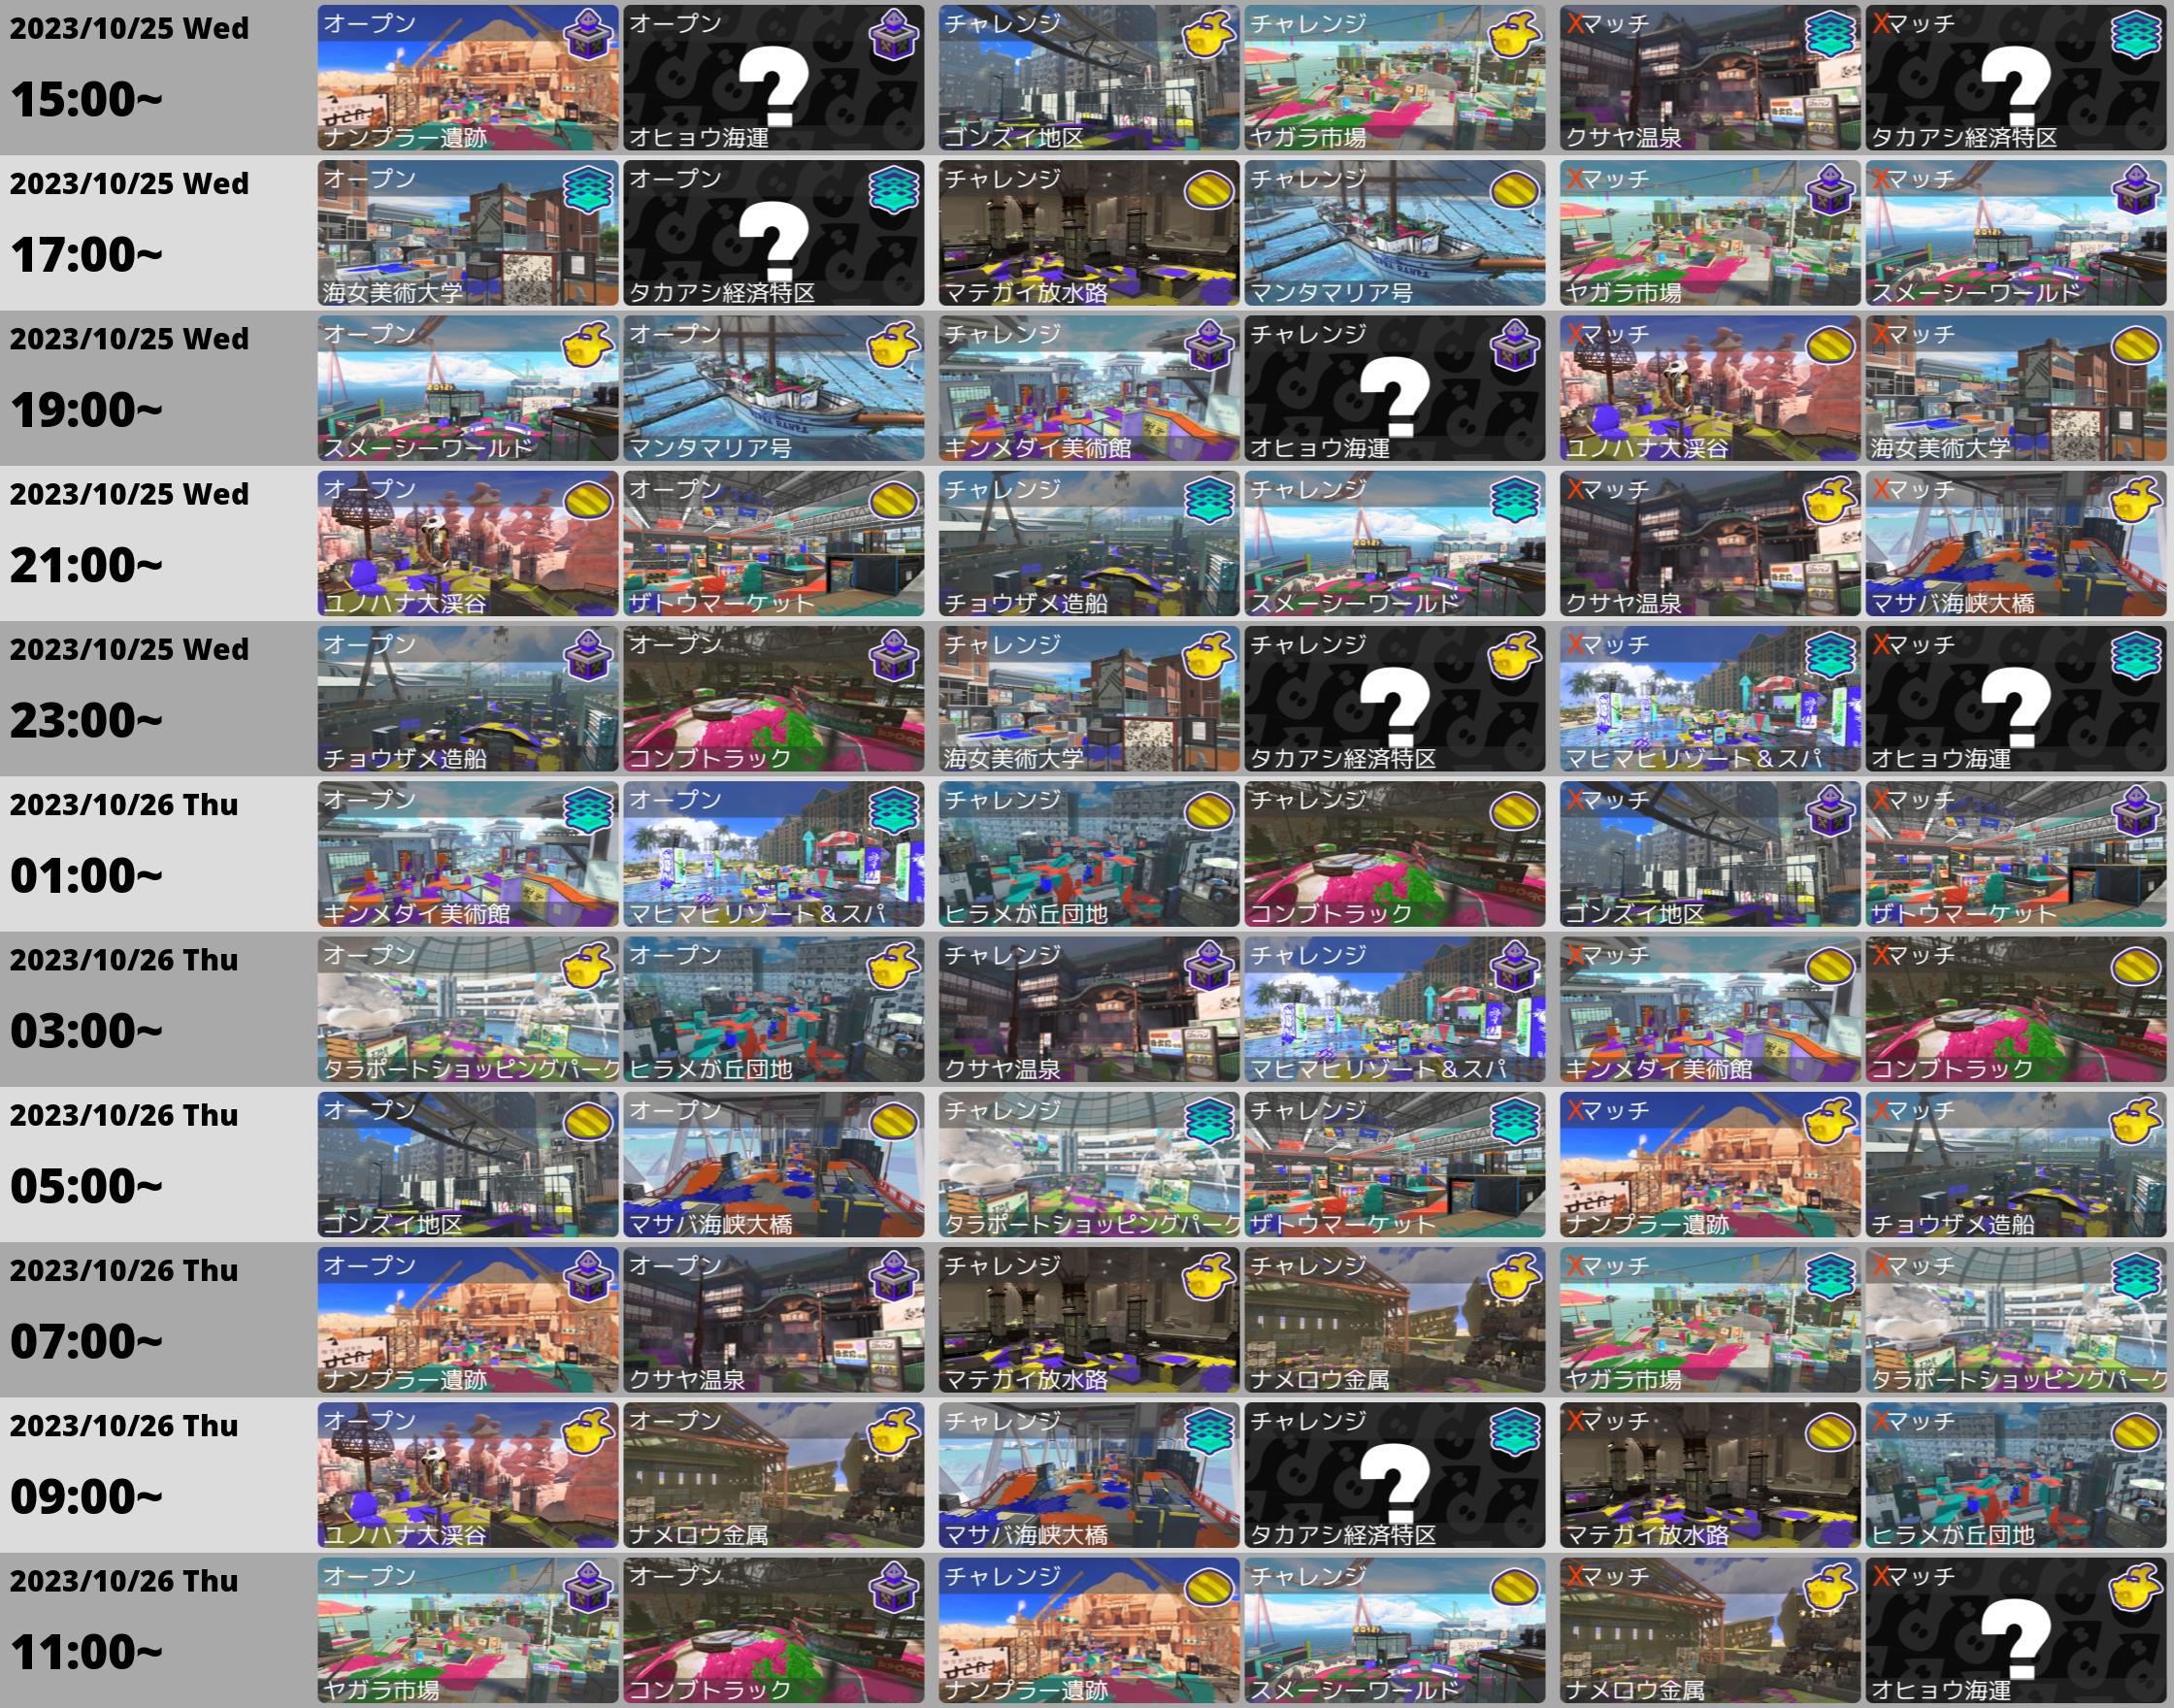 2023/10/25 Wed
15:00~
オープン
ナンプラー遺跡
オープン
?
オヒョウ海運
チャレンジ
ゴンズイ地区
チャレンジ
ヤガラ市場
Xマッチ
クサヤ温泉
Xマッチ
?
タカアシ経済特区
2023/10/25 Wed
17:00~
オープン
海女美術大学
オープン
?
タカアシ経済特区
チャレンジ
マテガイ放水路
チャレンジ
マンタマリア号
Xマッチ
ヤガラ市場
Xマッチ
スメーシーワールド
2023/10/25 Wed
19:00~
オープン
スメーシーワールド
オープン
マンタマリア号
チャレンジ
キンメダイ美術館
チャレンジ
?
オヒョウ海運
Xマッチ
ユノハナ大渓谷
Xマッチ
海女美術大学
2023/10/25 Wed
21:00~
オープン
ユノハナ大渓谷
オープン
ザトウマーケット
チャレンジ
チョウザメ造船
チャレンジ
スメーシーワールド
Xマッチ
クサヤ温泉
Xマッチ
マサバ海峡大橋
2023/10/25 Wed
23:00~
オープン
チョウザメ造船
オープン
コンブトラック
チャレンジ
海女美術大学
チャレンジ
?
タカアシ経済特区
Xマッチ
マヒマヒリゾート＆スパ
Xマッチ
?
オヒョウ海運
2023/10/26 Thu
01:00~
オープン
キンメダイ美術館
オープン
マヒマヒリゾート＆スパ
チャレンジ
ヒラメが丘団地
チャレンジ
コンブトラック
Xマッチ
ゴンズイ地区
Xマッチ
ザトウマーケット
2023/10/26 Thu
03:00~
オープン
タラポートショッピングパーク
オープン
ヒラメが丘団地
チャレンジ
クサヤ温泉
チャレンジ
マヒマヒリゾート＆スパ
Xマッチ
キンメダイ美術館
Xマッチ
コンブトラック
2023/10/26 Thu
05:00~
オープン
ゴンズイ地区
オープン
マサバ海峡大橋
チャレンジ
タラポートショッピングパーク
チャレンジ
ザトウマーケット
Xマッチ
ナンプラー遺跡
Xマッチ
チョウザメ造船
2023/10/26 Thu
07:00~
オープン
ナンプラー遺跡
オープン
クサヤ温泉
チャレンジ
マテガイ放水路
チャレンジ
ナメロウ金属
Xマッチ
ヤガラ市場
Xマッチ
タラポートショッピングパーク
2023/10/26 Thu
09:00~
オープン
ユノハナ大渓谷
オープン
ナメロウ金属
チャレンジ
マサバ海峡大橋
チャレンジ
?
タカアシ経済特区
Xマッチ
マテガイ放水路
Xマッチ
ヒラメが丘団地
2023/10/26 Thu
11:00~
オープン
ヤガラ市場
オープン
コンブトラック
チャレンジ
ナンプラー遺跡
チャレンジ
スメーシーワールド
Xマッチ
ナメロウ金属
Xマッチ
?
オヒョウ海運